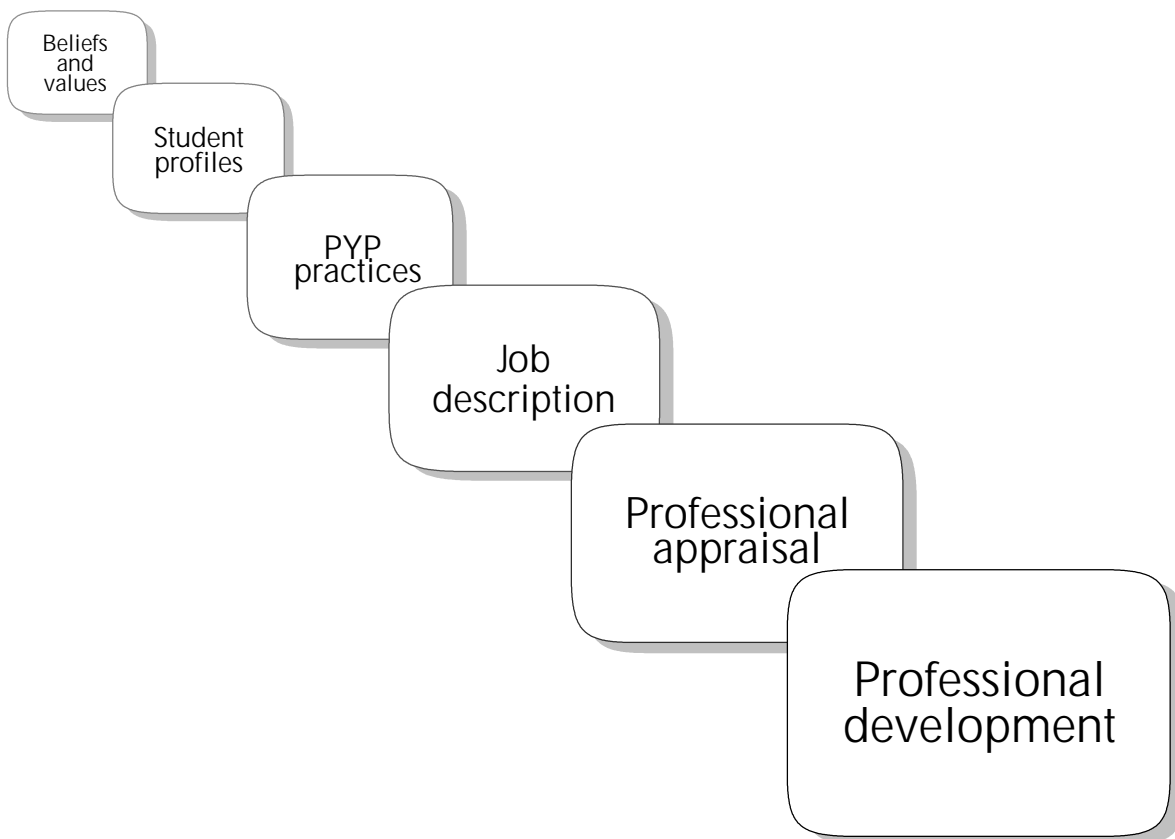 Beliefs
and
values
Student
profiles
PYP
practices
Job
description
Professional
appraisal
Professional
development